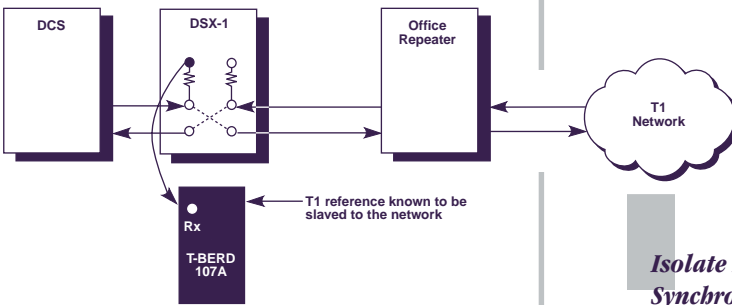 DCS
DSX-1
Office
Repeater
T1
Network
T1 reference known to be
slaved to the network
Rx
T-BERD
107A
Isolate
Synchro